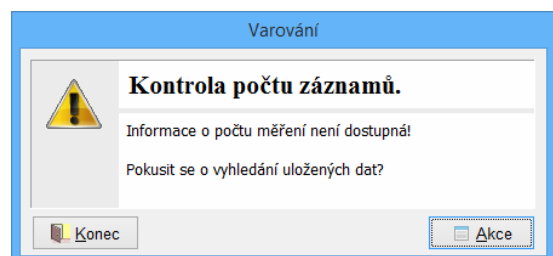 Varování
Kontrola počtu záznamů.
Informace o počtu měření není dostupná!
Pokusit se o vyhledání uložených dat?
Konec
Akce